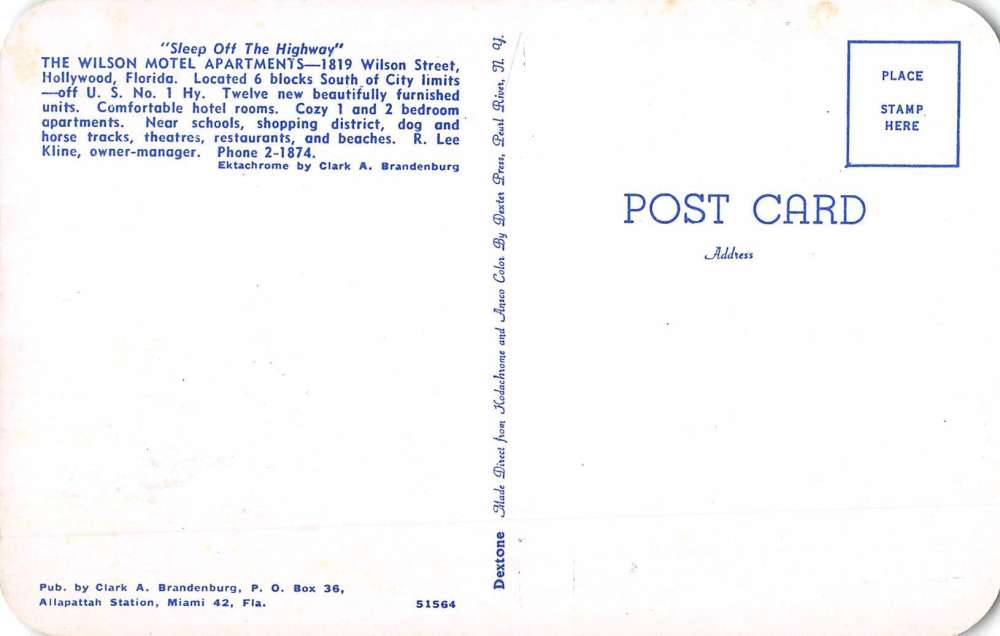 "Sleep Off The Highway"
THE WILSON MOTEL APARTMENTS—1819 Wilson Street,
Hollywood, Florida. Located 6 blocks South of City limits
—off U. S. No. 1 Hy. Twelve new beautifully furnished
units. Comfortable hotel rooms. Cozy 1 and 2 bedroom
apartments. Near schools, shopping district, dog and
horse tracks, theatres, restaurants, and beaches. R. Lee
Kline, owner-manager. Phone 2-1874.
Ektachrome by Clark A. Brandenburg
Pub. by Clark A. Brandenburg, P. O. Box 36,
Allapattah Station, Miami 42, Fla.
51564
Dextone Made Direct from Kodachrome and Ansco Color By Dexter Press, Pearl River, N. Y.
PLACE
STAMP
HERE
POST CARD
Address